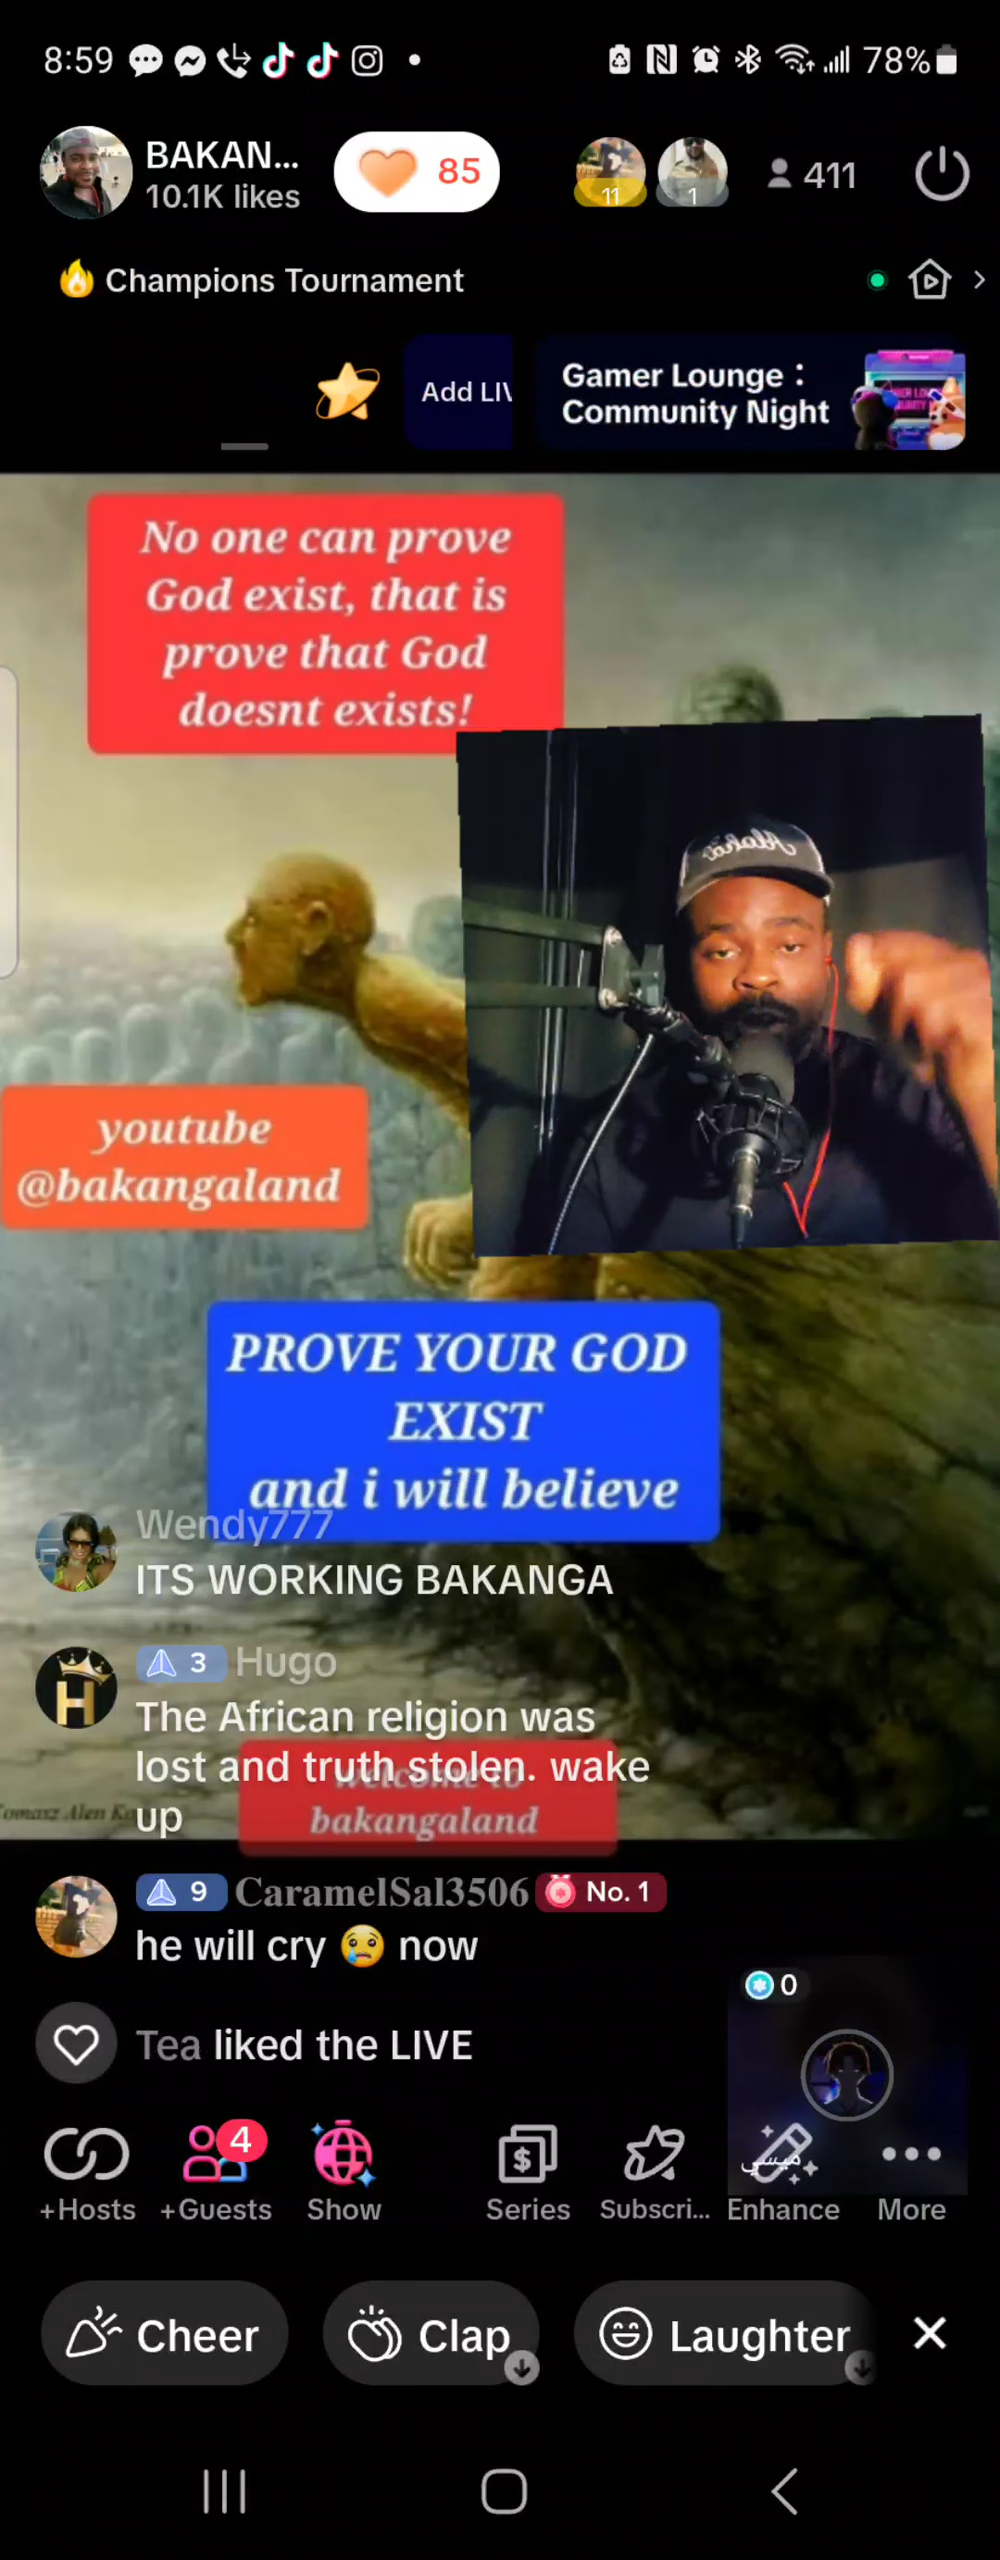 8:59
78%
BAKAN...
10.1K likes
85
11
1
411
Champions Tournament
Add LIV
Gamer Lounge :
Community Night
No one can prove
God exist, that is
prove that God
doesnt exists!
Aloha
youtube
@bakangaland
PROVE YOUR GOD
EXIST
and i will believe
Wendy777
ITS WORKING BAKANGA
3 Hugo
The African religion was
lost and truth stolen. wake
up
welcome to
bakangaland
9 CaramelSal3506 No. 1
he will cry 😢 now
0
Tea liked the LIVE
4
ميسي
+Hosts
+Guests
Show
Series
Subscri...
Enhance
More
Cheer
Clap
Laughter